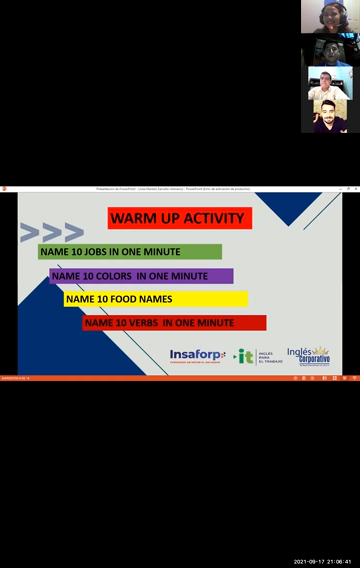 WARM UP ACTIVITY
NAME 10 JOBS IN ONE MINUTE
NAME 10 COLORS IN ONE MINUTE
NAME 10 FOOD NAMES
NAME 10 VERBS IN ONE MINUTE
Insaforp
it
INGLÉS
PARA
EL TRABAJO
Inglés
Corporativo
2021-09-17 21:06:41